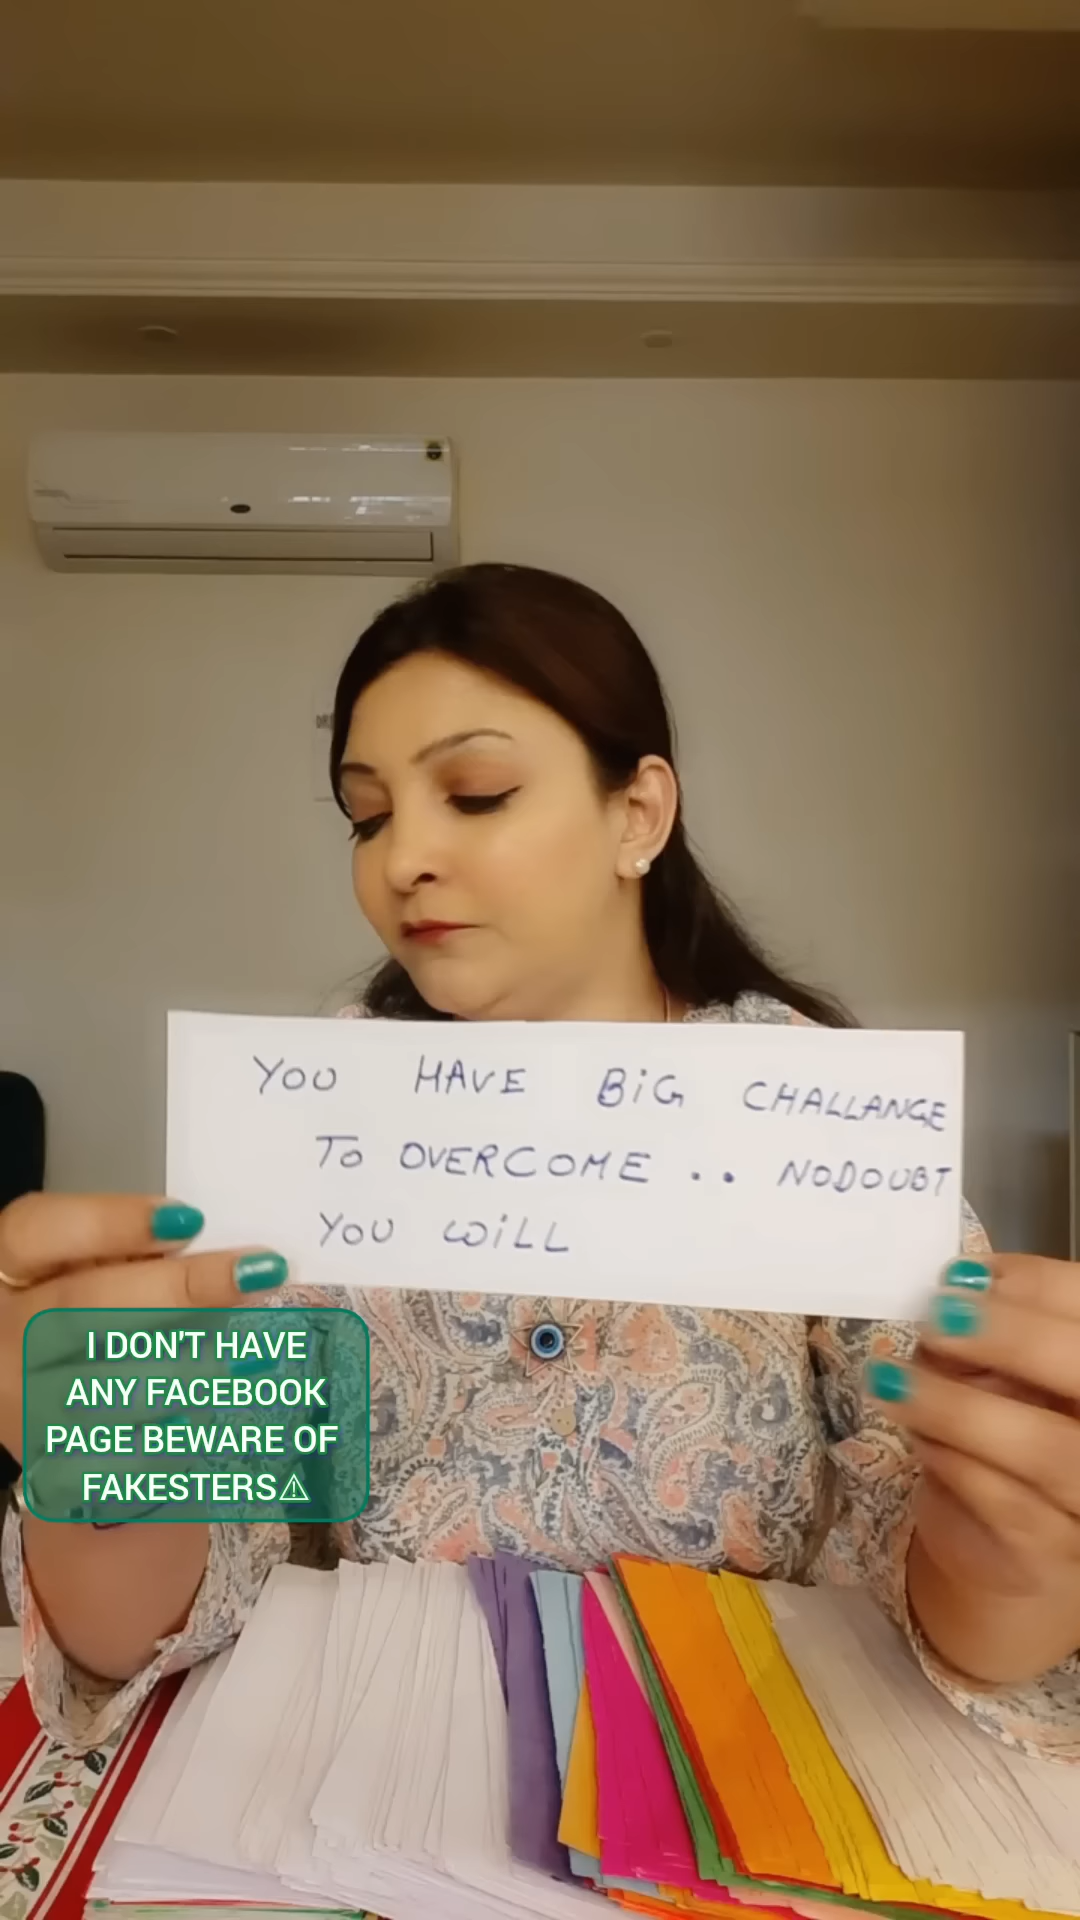 YOU HAVE BiG CHALLANGE
To OVERCOME .. NODOUBT
YOU WiLL
I DON'T HAVE
ANY FACEBOOK
PAGE BEWARE OF
FAKESTERS⚠